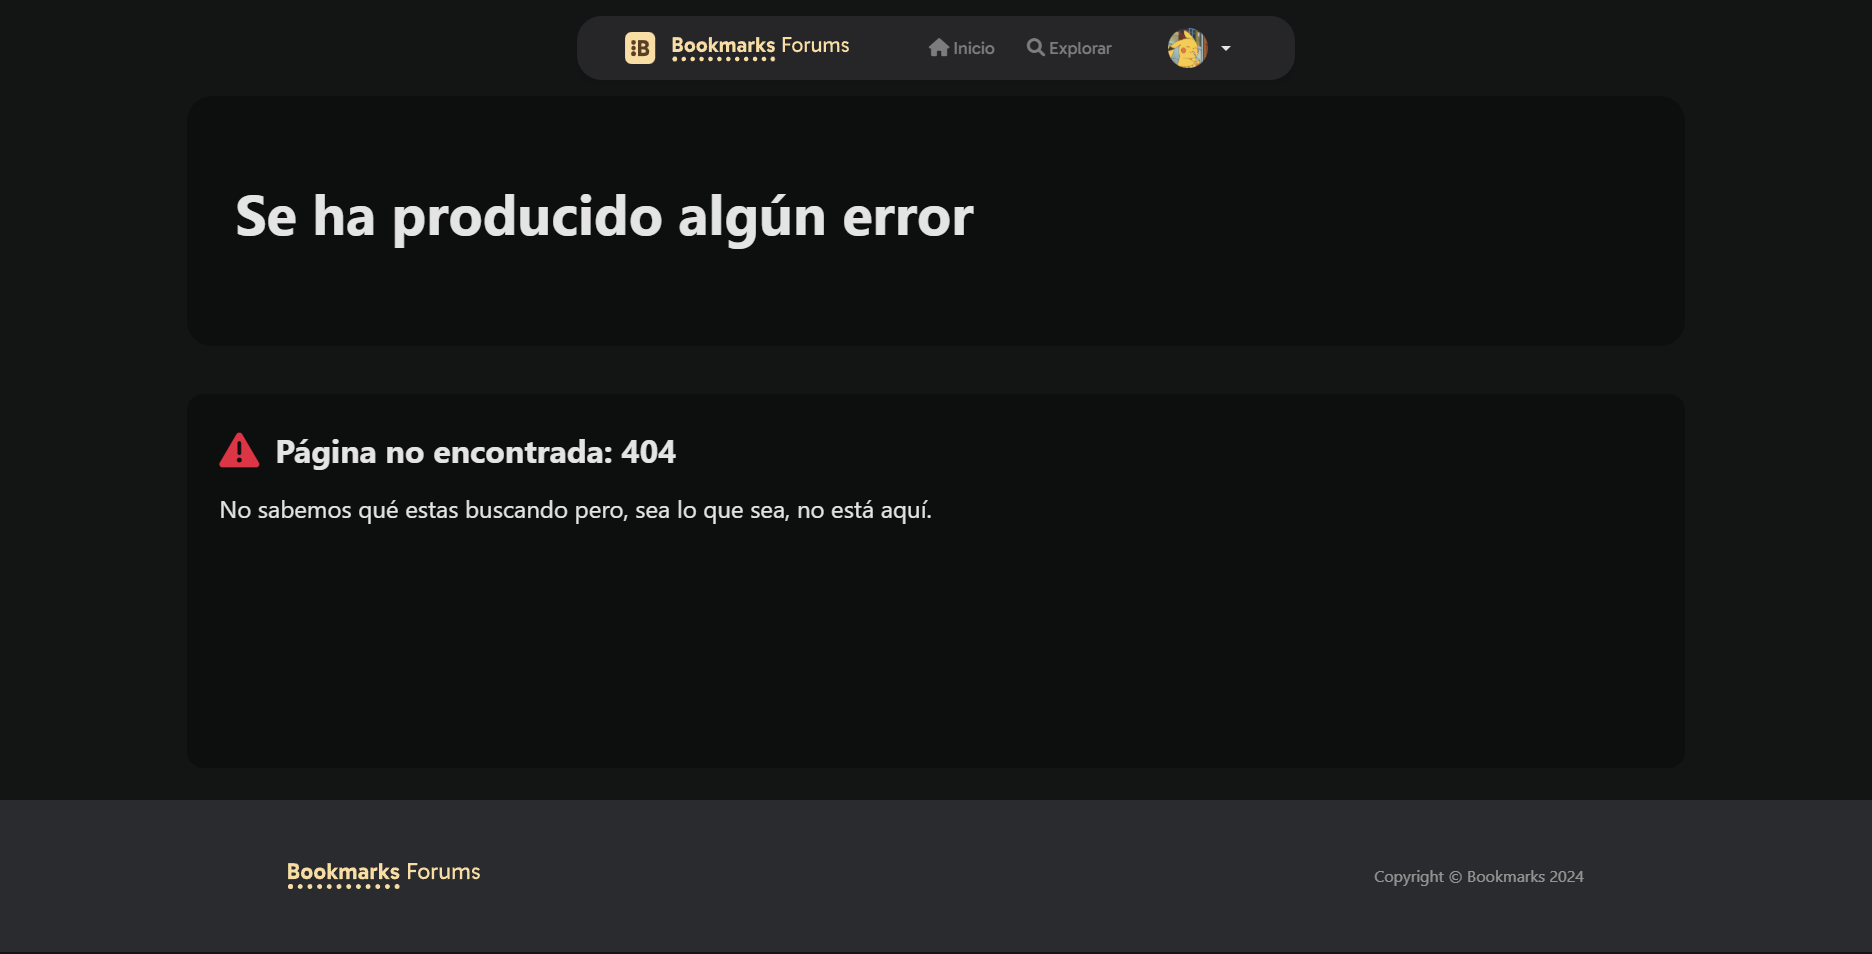 B
Bookmarks Forums
Inicio
Explorar
Se ha producido algún error
Página no encontrada: 404
No sabemos qué estas buscando pero, sea lo que sea, no está aquí.
Bookmarks Forums
Copyright © Bookmarks 2024